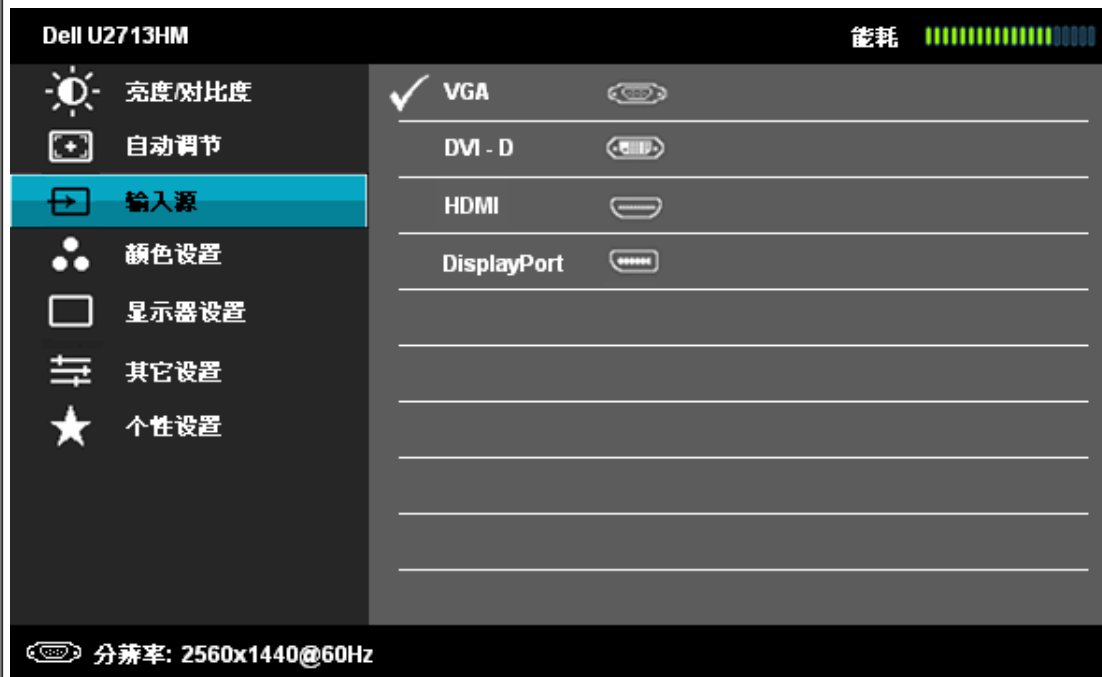 Dell U2713HM 能耗
亮度/对比度
自动调节
输入源
颜色设置
显示器设置
其它设置
个性设置
VGA
DVI - D
HDMI
DisplayPort
分辨率: 2560x1440@60Hz